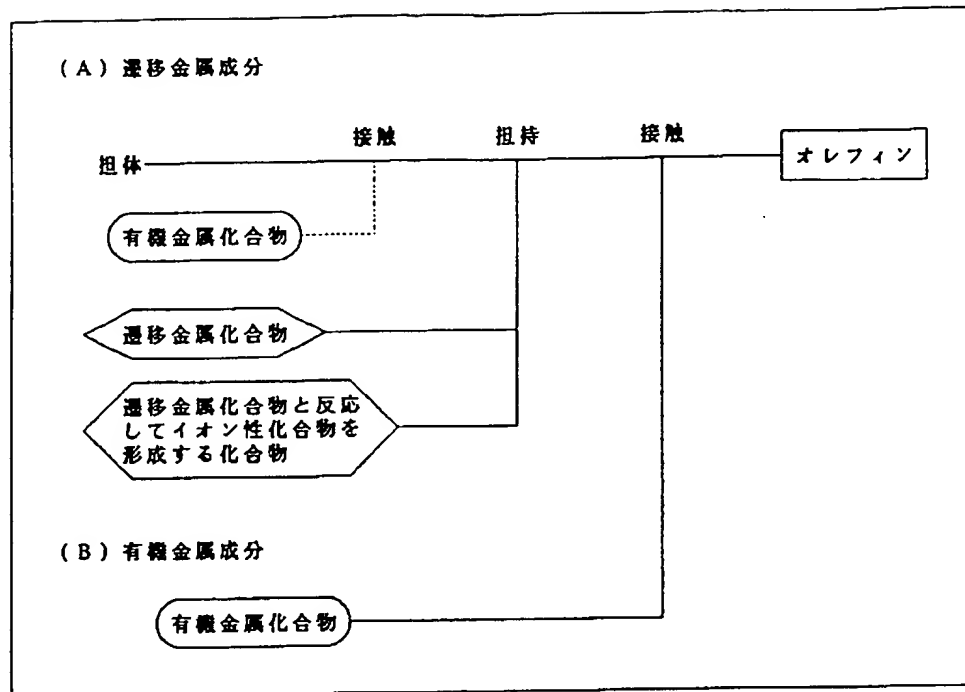 (A) 遷移金属成分
接触 担持 接触
担体 オレフィン
有機金属化合物
遷移金属化合物
遷移金属化合物と反応
してイオン性化合物を
形成する化合物
(B) 有機金属成分
有機金属化合物